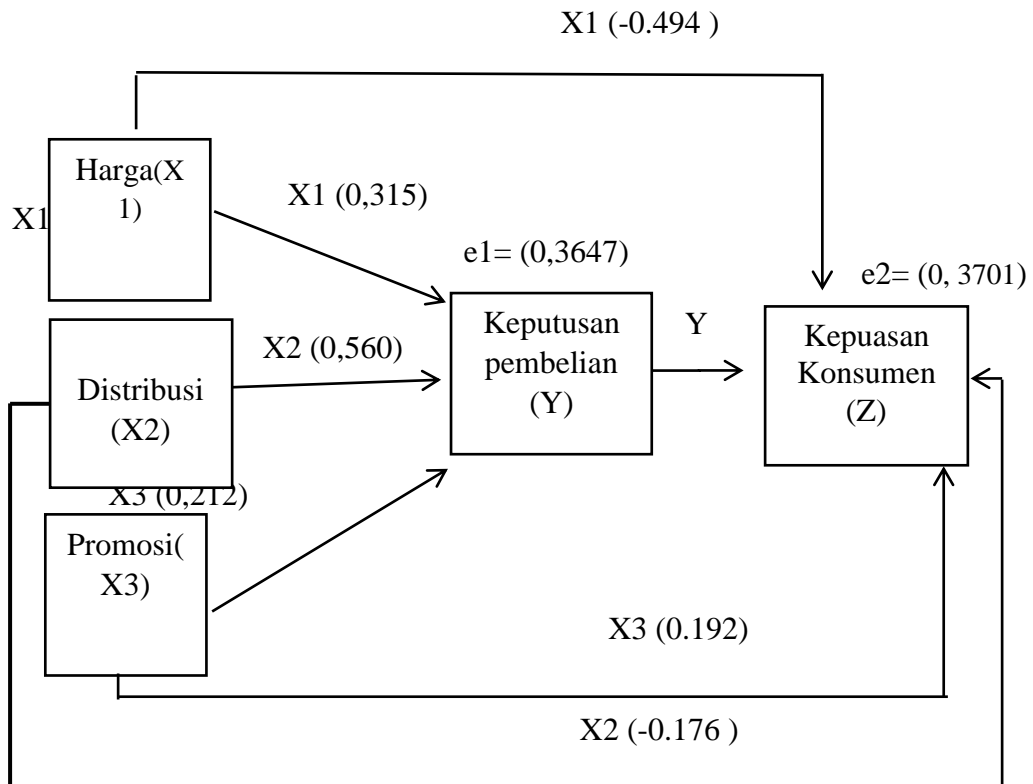 X1 (-0.494 )
Harga(X
1)
X1
X1 (0,315)
e1= (0,3647)
e2= (0, 3701)
Keputusan
pembelian
(Y)
Y
Kepuasan
Konsumen
(Z)
X2 (0,560)
Distribusi
(X2)
X3 (0,212)
Promosi(
X3)
X3 (0.192)
X2 (-0.176 )